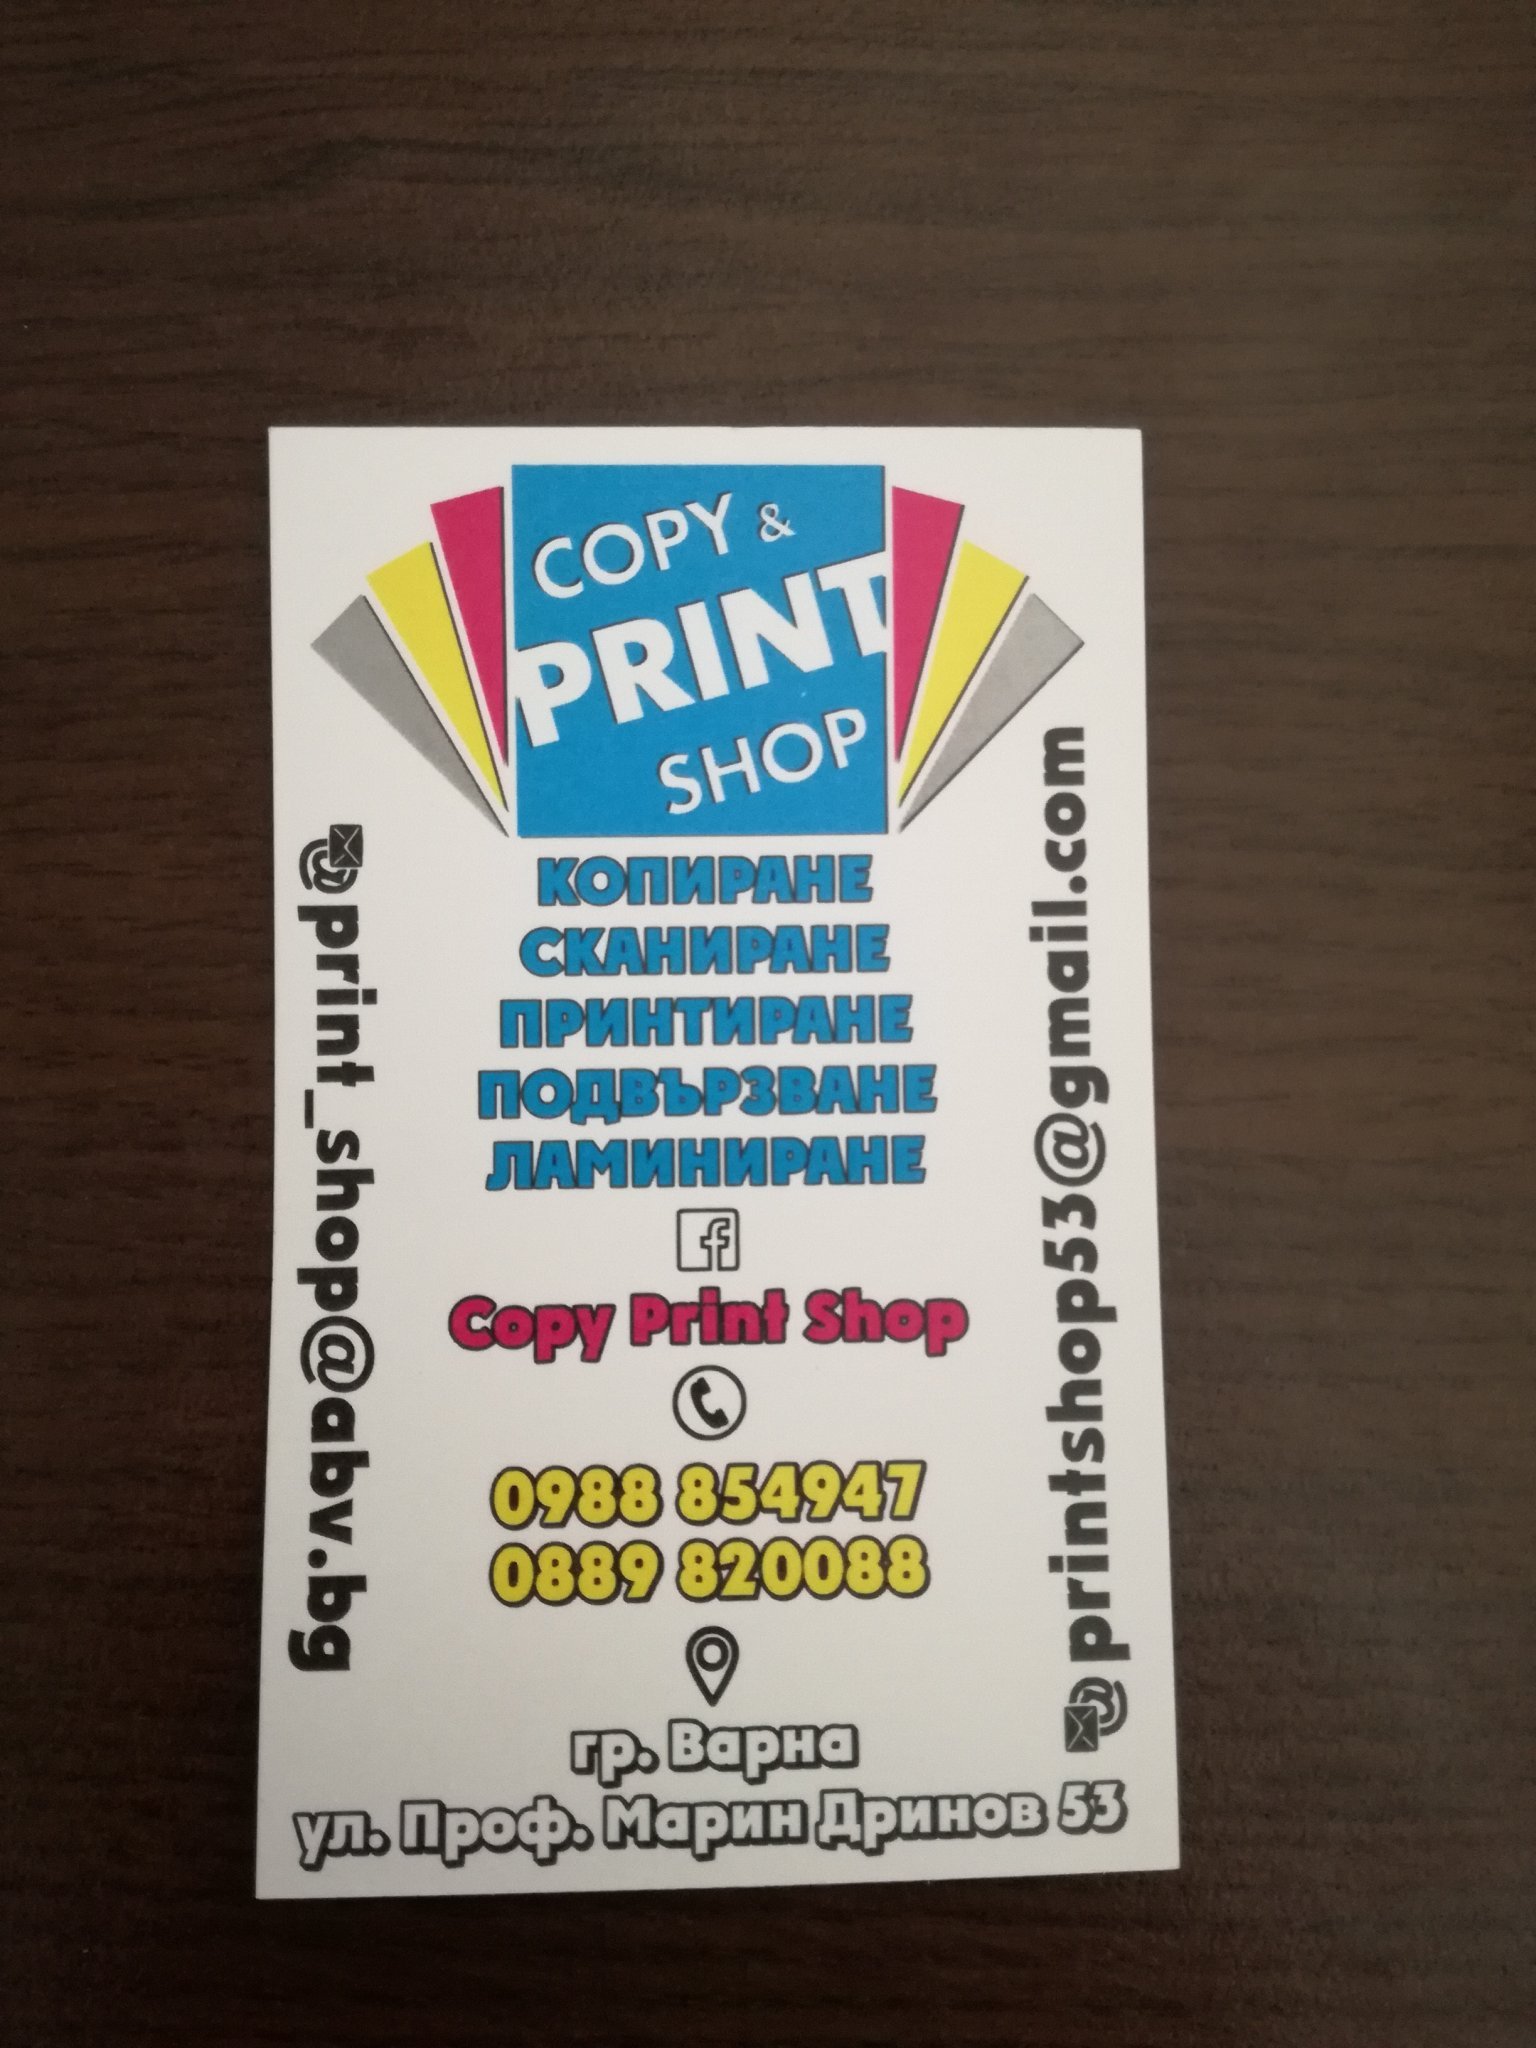 COPY &
PRINT
SHOP
КОПИРАНЕ
СКАНИРАНЕ
ПРИНТИРАНЕ
ПОДВЪРЗВАНЕ
ЛАМИНИРАНЕ
Copy Print Shop
0988 854947
0889 820088
гр. Варна
ул. Проф. Марин Дринов 53
print_shop@abv.bg
printshop53@gmail.com